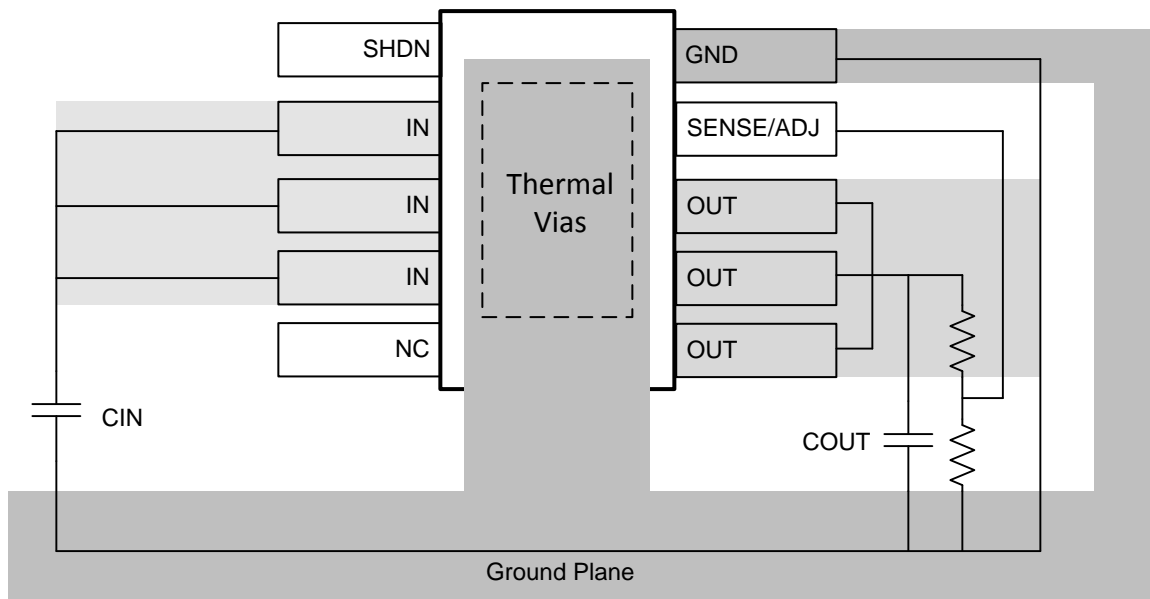 SHDN
IN
IN
IN
NC
GND
SENSE/ADJ
OUT
OUT
OUT
Thermal
Vias
CIN
COUT
Ground Plane